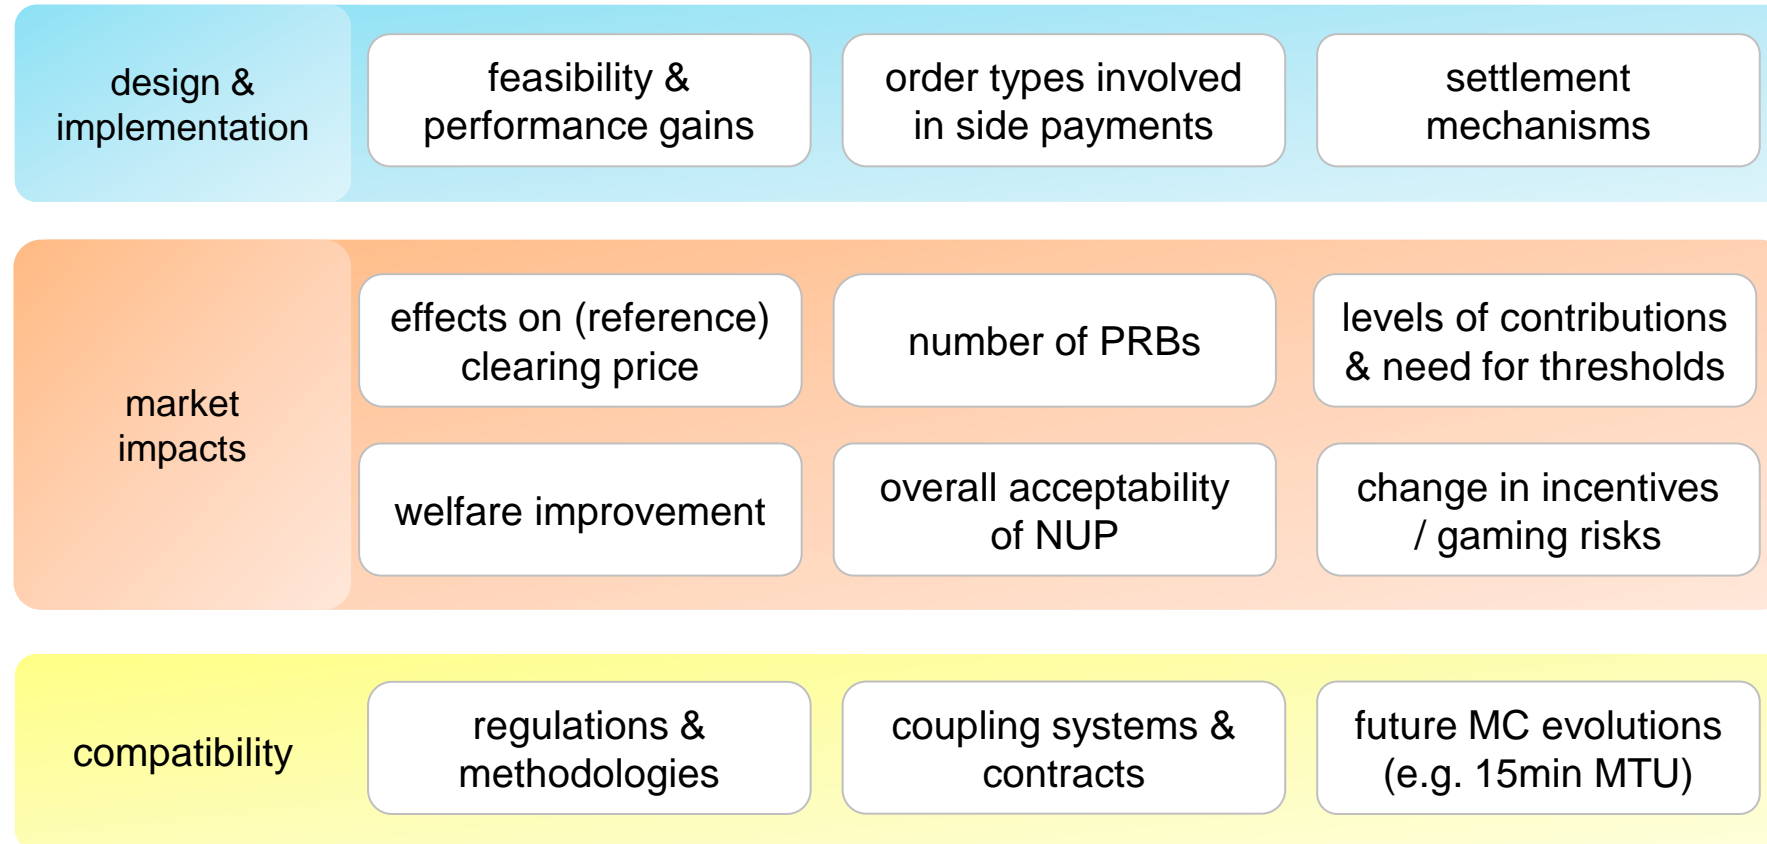 design &
implementation
feasibility &
performance gains
order types involved
in side payments
settlement
mechanisms
market
impacts
effects on (reference)
clearing price
number of PRBs
levels of contributions
& need for thresholds
welfare improvement
overall acceptability
of NUP
change in incentives
/ gaming risks
compatibility
regulations &
methodologies
coupling systems &
contracts
future MC evolutions
(e.g. 15min MTU)